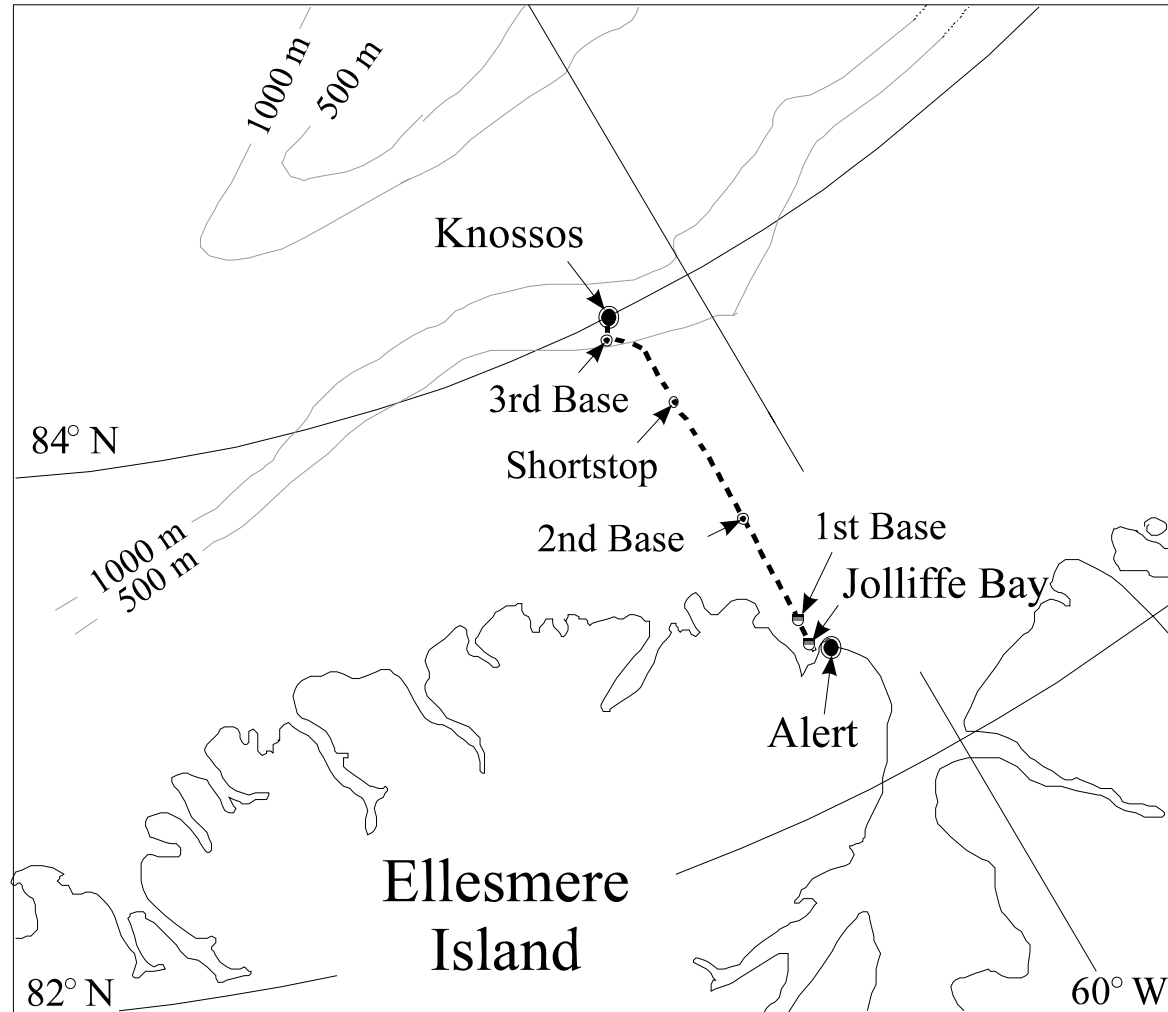 1000 m
500 m
Knossos
3rd Base
84° N
Shortstop
1st Base
2nd Base
1000 m
500 m
Jolliffe Bay
Alert
Ellesmere
Island
82° N
60° W